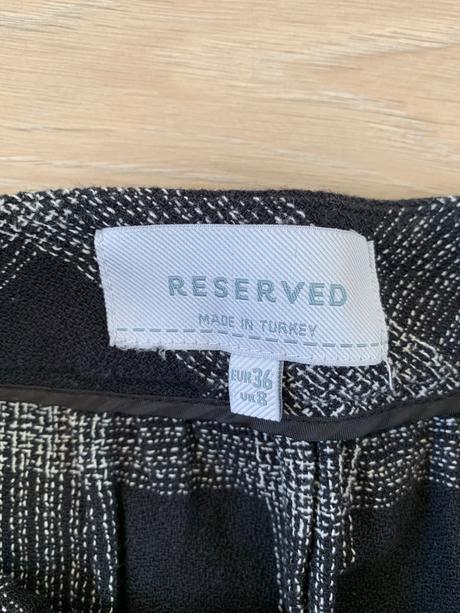 RESERVED
MADE IN TURKEY
EUR 36
UK 8